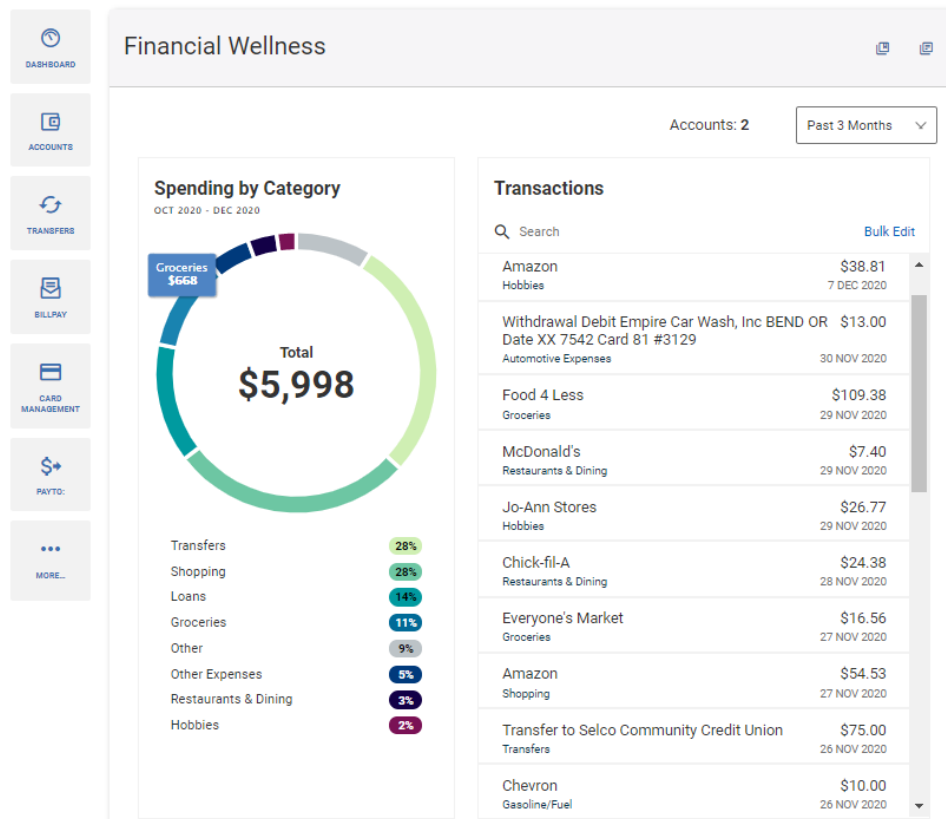 DASHBOARD
ACCOUNTS
TRANSFERS
BILLPAY
CARD
MANAGEMENT
PAYTO:
MORE...
Financial Wellness
Accounts: 2
Past 3 Months
Spending by Category
OCT 2020 - DEC 2020
Groceries
$668
Total
$5,998
Transfers 28%
Shopping 28%
Loans 14%
Groceries 11%
Other 9%
Other Expenses 5%
Restaurants & Dining 3%
Hobbies 2%
Transactions
Search Bulk Edit
Amazon $38.81
Hobbies 7 DEC 2020
Withdrawal Debit Empire Car Wash, Inc BEND OR $13.00
Date XX 7542 Card 81 #3129
Automotive Expenses 30 NOV 2020
Food 4 Less $109.38
Groceries 29 NOV 2020
McDonald's $7.40
Restaurants & Dining 29 NOV 2020
Jo-Ann Stores $26.77
Hobbies 29 NOV 2020
Chick-fil-A $24.38
Restaurants & Dining 28 NOV 2020
Everyone's Market $16.56
Groceries 27 NOV 2020
Amazon $54.53
Shopping 27 NOV 2020
Transfer to Selco Community Credit Union $75.00
Transfers 26 NOV 2020
Chevron $10.00
Gasoline/Fuel 26 NOV 2020